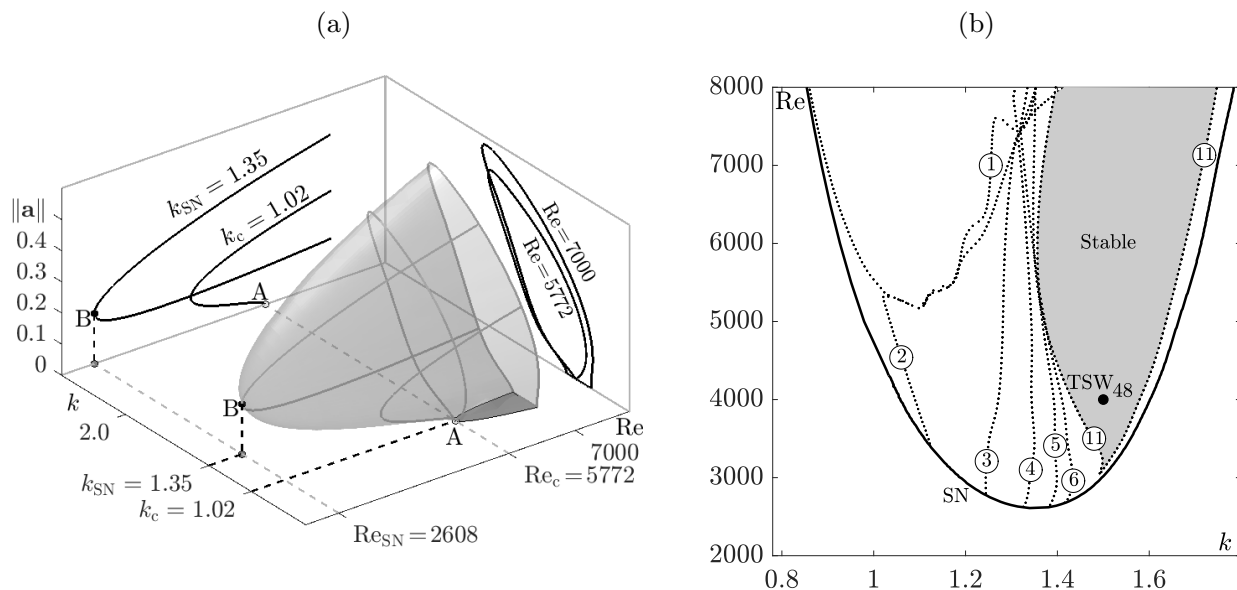 (a)
(b)
‖a‖
0.4
0.3
0.2
0.1
0
k
2.0
k_SN = 1.35
k_c = 1.02
B
A
B
A
k_SN = 1.35
k_c = 1.02
Re_SN = 2608
Re_c = 5772
7000
Re
Re=7000
Re=5772
8000
7000
6000
5000
4000
3000
2000
Re
1
11
Stable
2
TSW48
11
3
4
5
6
SN
k
0.8
1
1.2
1.4
1.6